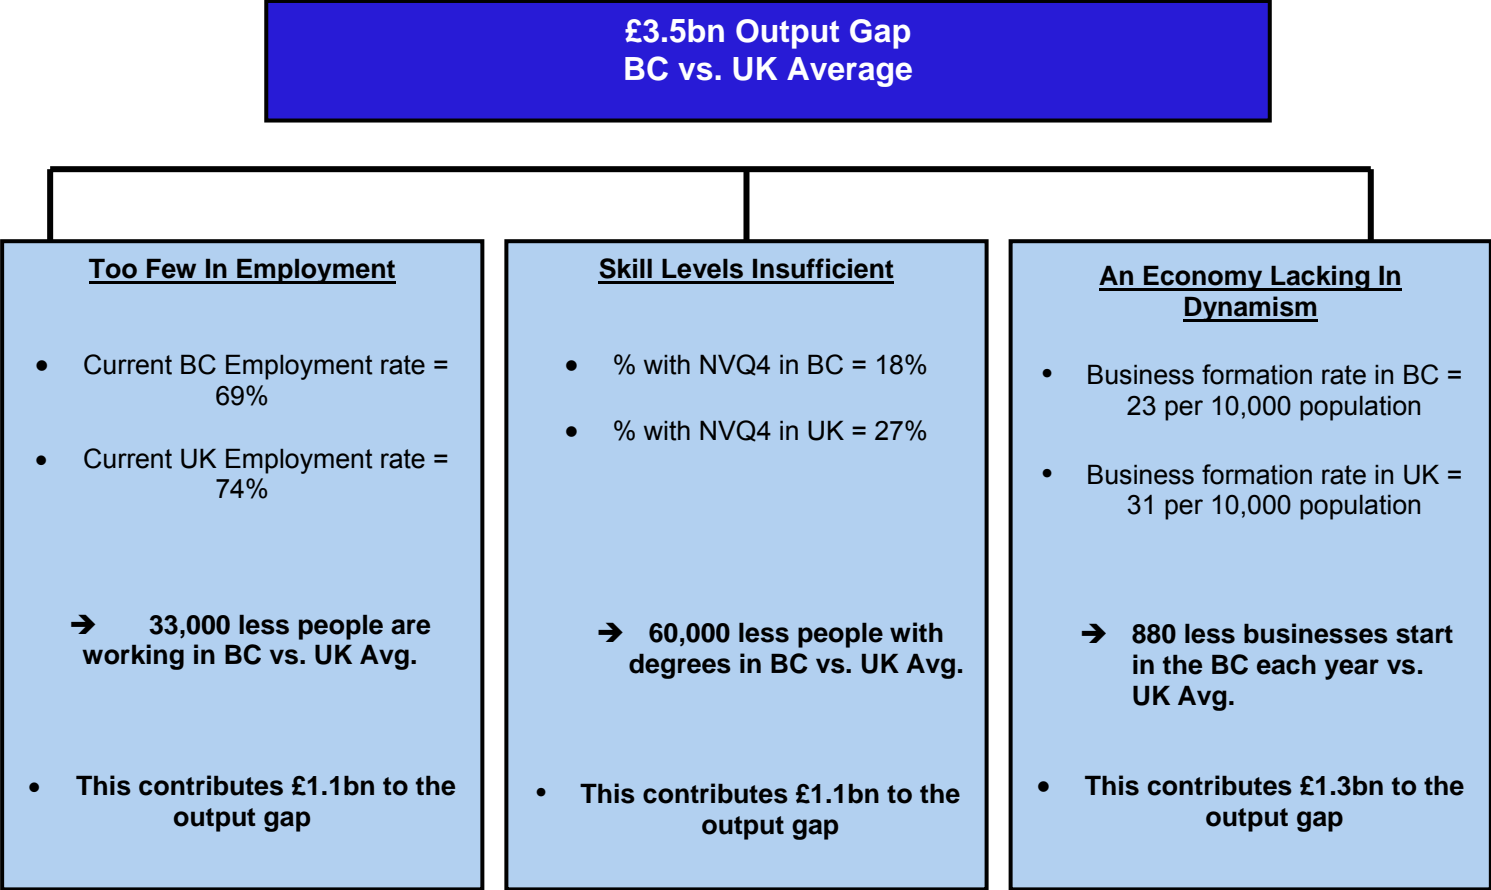 £3.5bn Output Gap
BC vs. UK Average
Too Few In Employment
• Current BC Employment rate =
69%
• Current UK Employment rate =
74%
➔ 33,000 less people are
working in BC vs. UK Avg.
• This contributes £1.1bn to the
output gap
Skill Levels Insufficient
• % with NVQ4 in BC = 18%
• % with NVQ4 in UK = 27%
➔ 60,000 less people with
degrees in BC vs. UK Avg.
• This contributes £1.1bn to the
output gap
An Economy Lacking In
Dynamism
• Business formation rate in BC =
23 per 10,000 population
• Business formation rate in UK =
31 per 10,000 population
➔ 880 less businesses start
in the BC each year vs.
UK Avg.
• This contributes £1.3bn to the
output gap